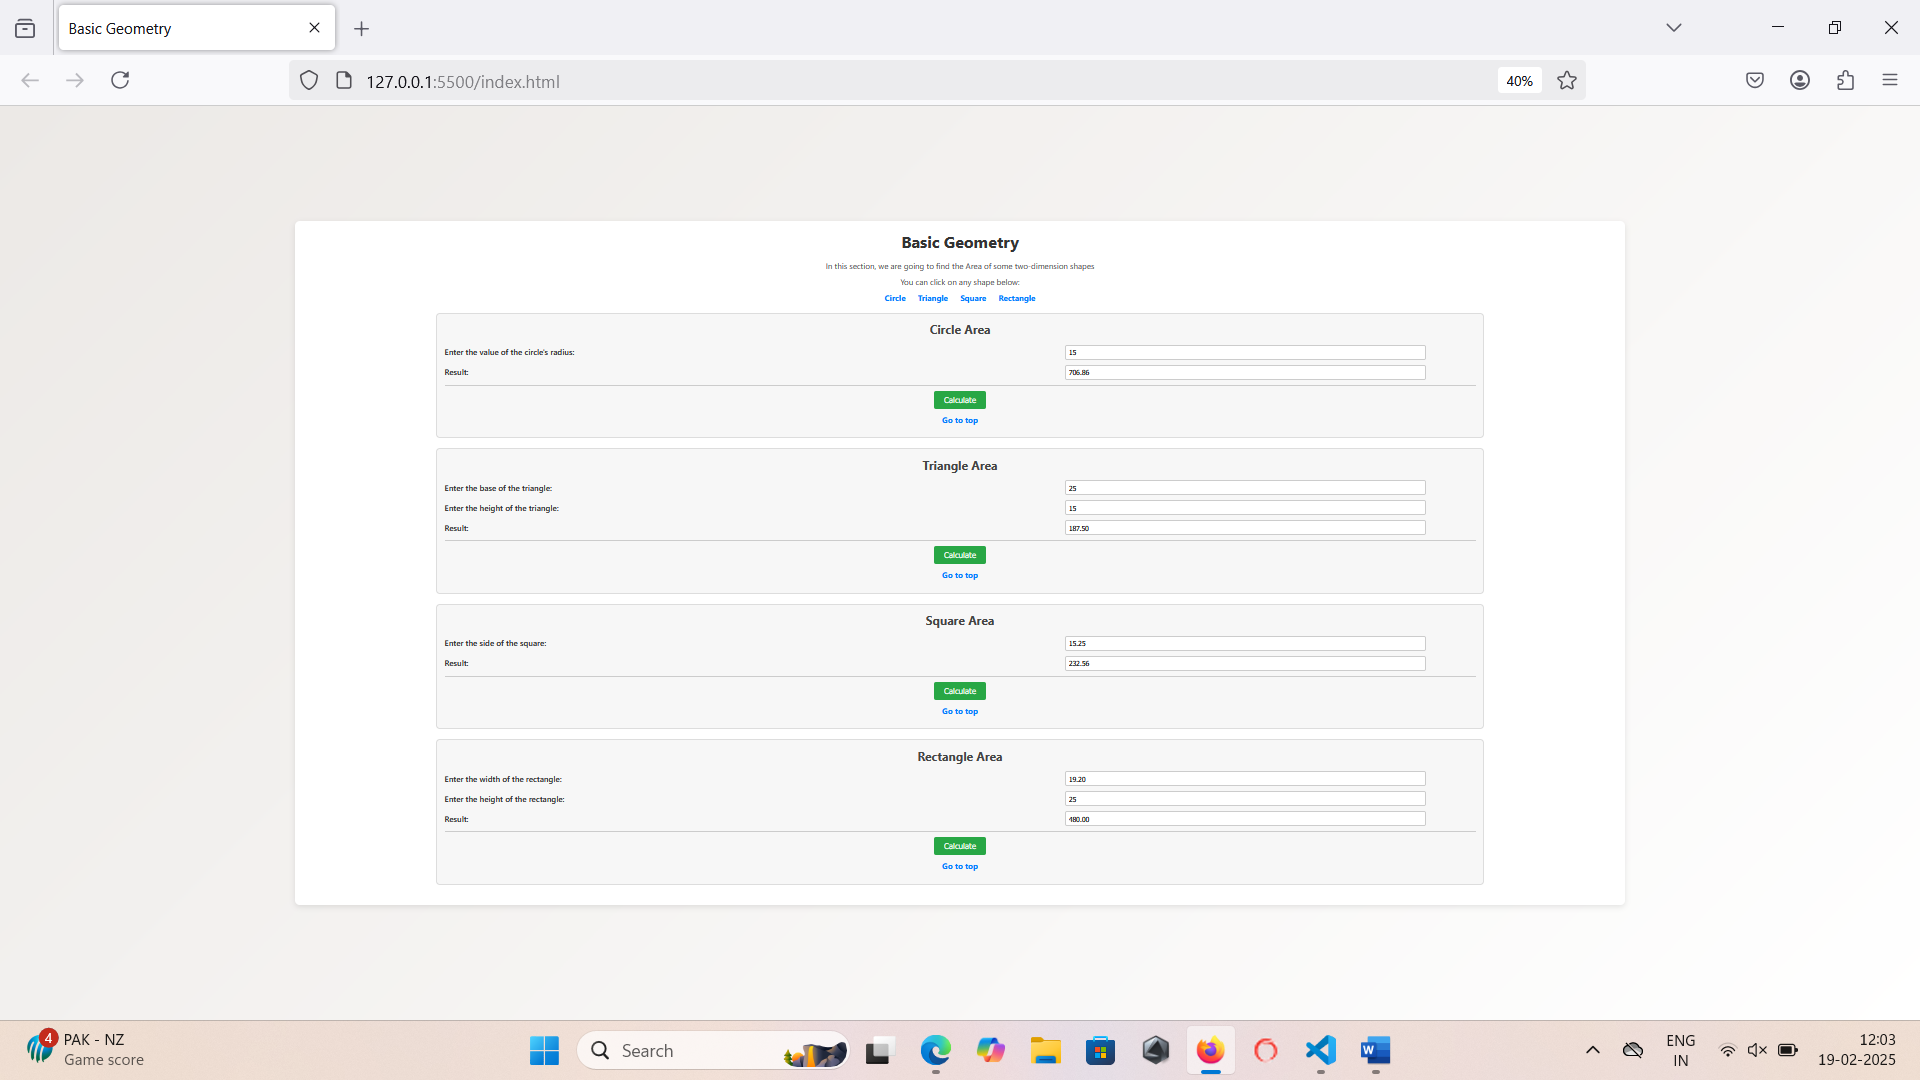 Basic Geometry
127.0.0.1:5500/index.html
40%
Basic Geometry
In this section, we are going to find the Area of some two-dimension shapes
You can click on any shape below:
Circle Triangle Square Rectangle
Circle Area
Enter the value of the circle's radius: 15
Result: 706.86
Calculate
Go to top
Triangle Area
Enter the base of the triangle: 25
Enter the height of the triangle: 15
Result: 187.50
Calculate
Go to top
Square Area
Enter the side of the square: 15.25
Result: 232.56
Calculate
Go to top
Rectangle Area
Enter the width of the rectangle: 19.20
Enter the height of the rectangle: 25
Result: 480.00
Calculate
Go to top
4
PAK - NZ
Game score
Search
W
ENG
IN
12:03
19-02-2025